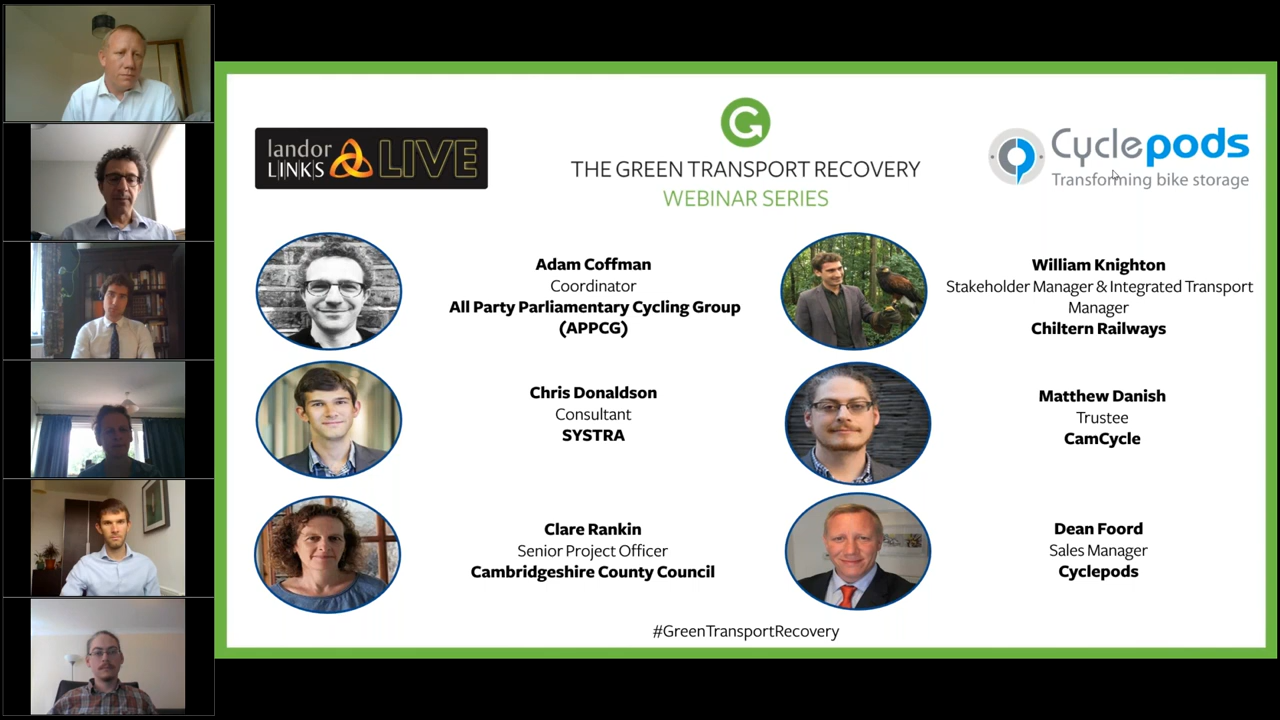 landor
LINKS LIVE
THE GREEN TRANSPORT RECOVERY
WEBINAR SERIES
Cyclepods
Transforming bike storage
Adam Coffman
Coordinator
All Party Parliamentary Cycling Group
(APPCG)
William Knighton
Stakeholder Manager & Integrated Transport
Manager
Chiltern Railways
Chris Donaldson
Consultant
SYSTRA
Matthew Danish
Trustee
CamCycle
Clare Rankin
Senior Project Officer
Cambridgeshire County Council
Dean Foord
Sales Manager
Cyclepods
#GreenTransportRecovery